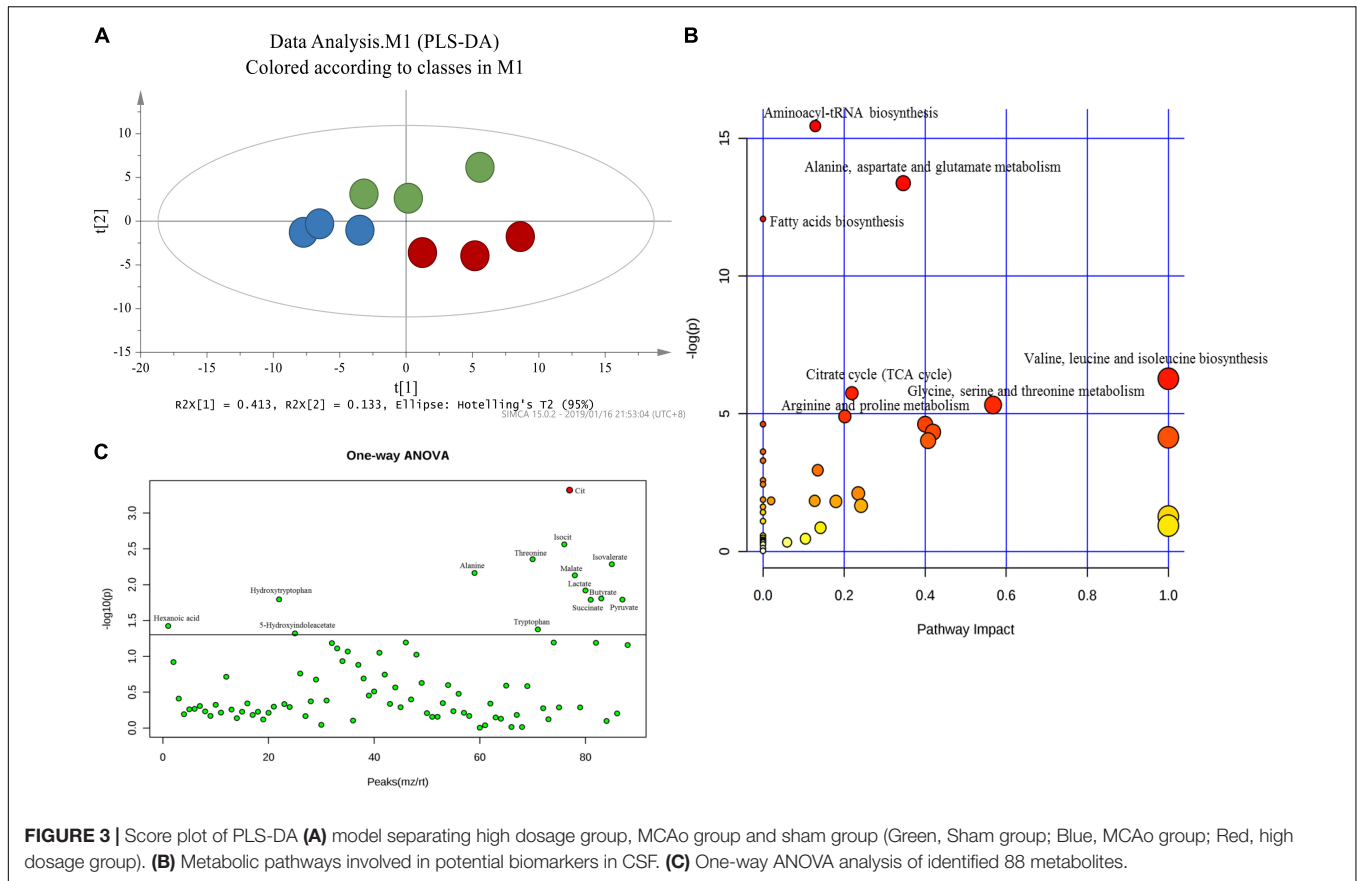 A
Data Analysis.M1 (PLS-DA)
Colored according to classes in M1
10
5
0
-5
-10
-15
t[2]
-20
-15
-10
-5
0
5
10
15
t[1]
R2X[1] = 0.413, R2X[2] = 0.133, Ellipse: Hotelling's T2 (95%)
SIMCA 15.0.2 - 2019/01/16 21:53:04 (UTC+8)
B
Aminoacyl-tRNA biosynthesis
Alanine, aspartate and glutamate metabolism
Fatty acids biosynthesis
Valine, leucine and isoleucine biosynthesis
Citrate cycle (TCA cycle)
Glycine, serine and threonine metabolism
Arginine and proline metabolism
15
10
5
0
-log(p)
0.0
0.2
0.4
0.6
0.8
1.0
Pathway Impact
C
One-way ANOVA
Cit
Isocit
Threonine
Isovalerate
Alanine
Malate
Lactate
Hydroxytryptophan
Butyrate
Succinate
Pyruvate
Hexanoic acid
5-Hydroxyindoleacetate
Tryptophan
3.0
2.5
2.0
1.5
1.0
0.5
0.0
-log10(p)
0
20
40
60
80
Peaks(mz/rt)
FIGURE 3 | Score plot of PLS-DA (A) model separating high dosage group, MCAo group and sham group (Green, Sham group; Blue, MCAo group; Red, high
dosage group). (B) Metabolic pathways involved in potential biomarkers in CSF. (C) One-way ANOVA analysis of identified 88 metabolites.